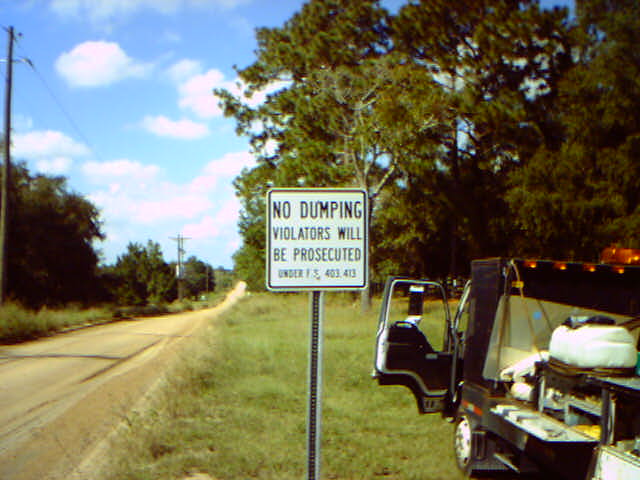 NO DUMPING
VIOLATORS WILL
BE PROSECUTED
UNDER F.S. 403.413